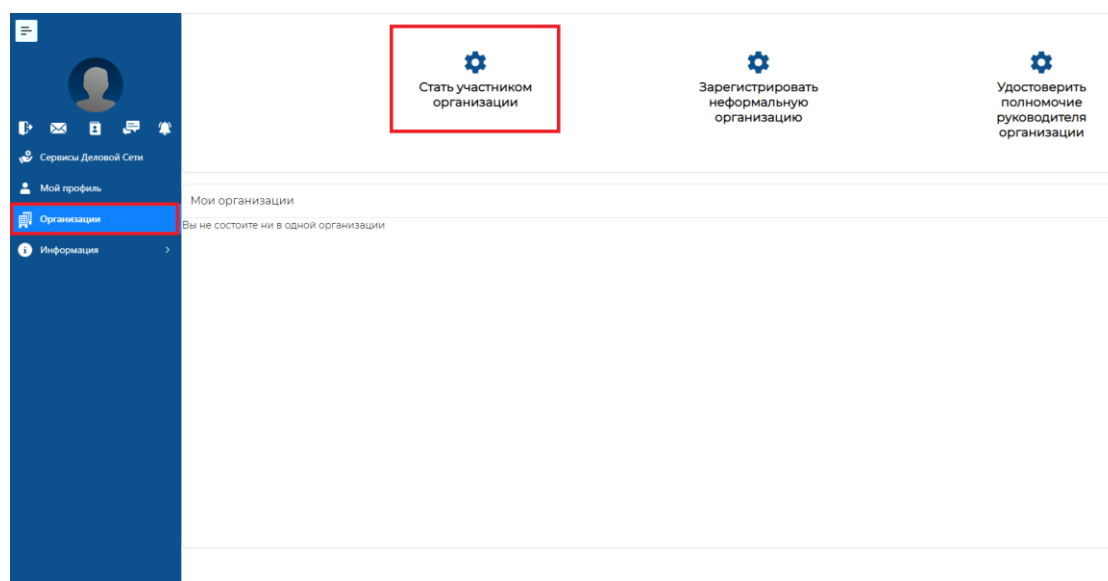 Сервисы Деловой Сети
Мой профиль
Организации
Информация
Стать участником
организации
Зарегистрировать
неформальную
организацию
Удостоверить
полномочие
руководителя
организации
Мои организации
Вы не состоите ни в одной организации